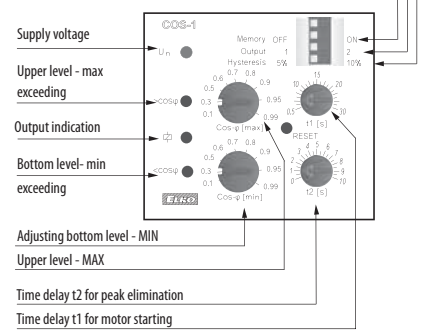 COS-1
Supply voltage
Un
Memory OFF ON
Output 1 2
Hysteresis 5% 10%
Upper level - max
exceeding
>cosφ
0.1 0.3 0.5 0.6 0.7 0.8 0.9 0.95 0.99
Cos-φ [max]
0.5 5 10 15 20 30
t1 [s]
RESET
Output indication
Bottom level- min
exceeding
<cosφ
0.1 0.3 0.5 0.6 0.7 0.8 0.9 0.95 0.99
Cos-φ [min]
0 1 2 3 4 5 6 7 8 9 10
t2 [s]
ELKO
Adjusting bottom level - MIN
Upper level - MAX
Time delay t2 for peak elimination
Time delay t1 for motor starting